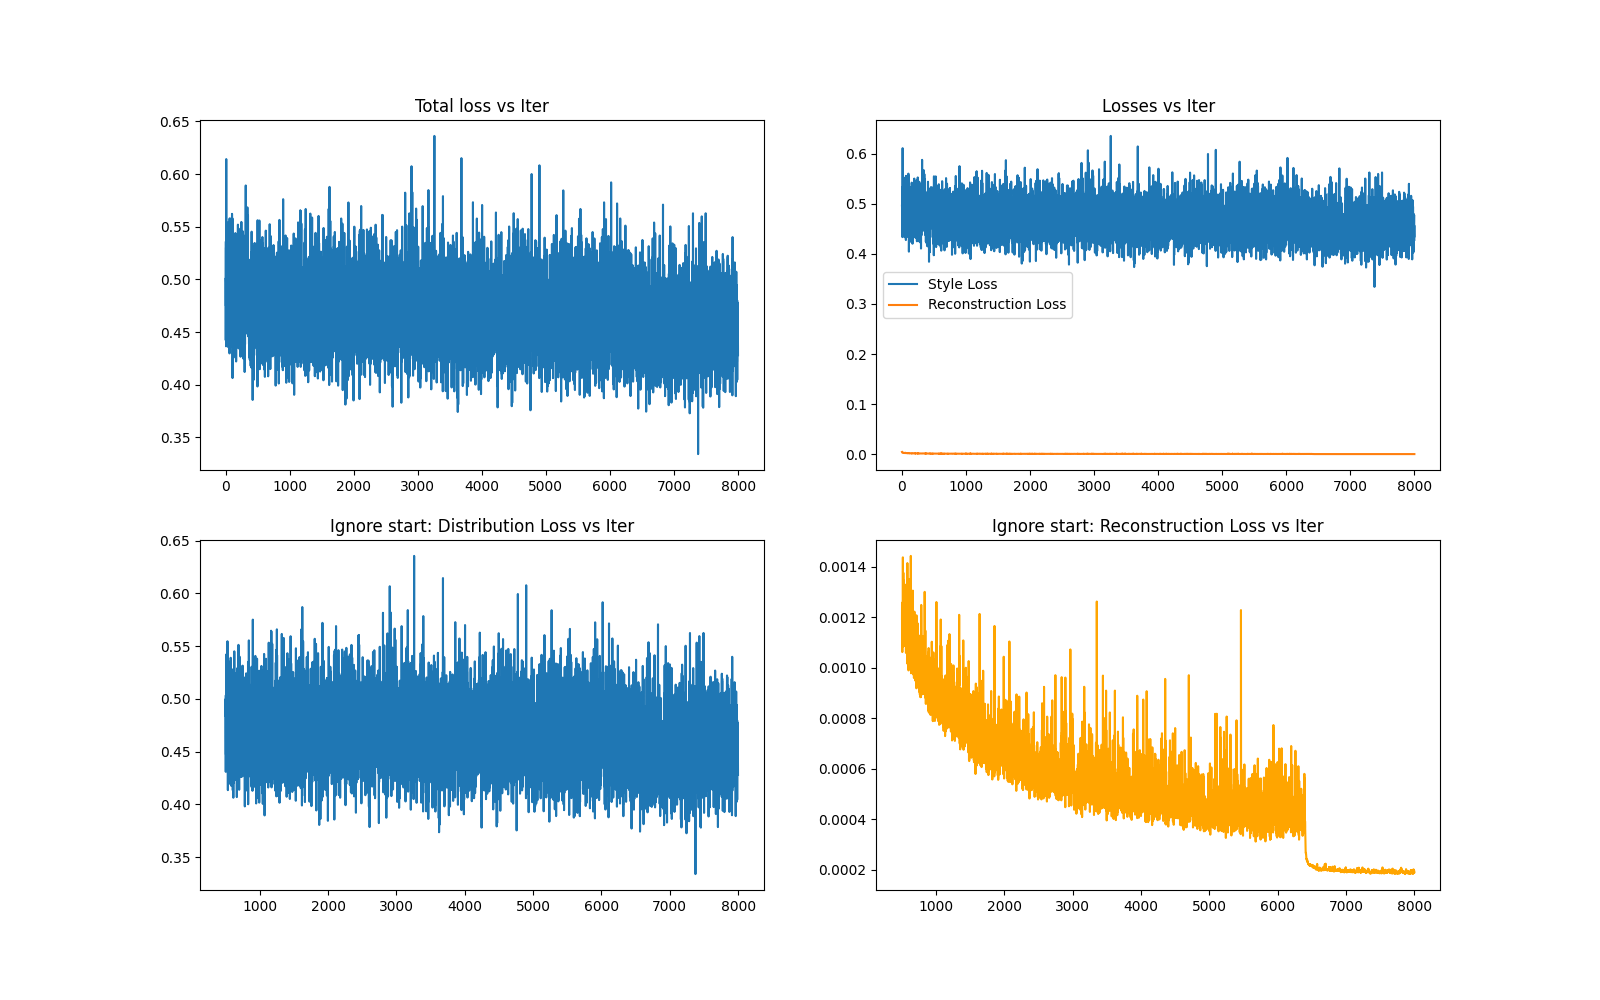 Total loss vs Iter
0.65
0.60
0.55
0.50
0.45
0.40
0.35
0 1000 2000 3000 4000 5000 6000 7000 8000
Losses vs Iter
0.6
0.5
0.4
0.3
0.2
0.1
0.0
Style Loss
Reconstruction Loss
0 1000 2000 3000 4000 5000 6000 7000 8000
Ignore start: Distribution Loss vs Iter
0.65
0.60
0.55
0.50
0.45
0.40
0.35
1000 2000 3000 4000 5000 6000 7000 8000
Ignore start: Reconstruction Loss vs Iter
0.0014
0.0012
0.0010
0.0008
0.0006
0.0004
0.0002
1000 2000 3000 4000 5000 6000 7000 8000